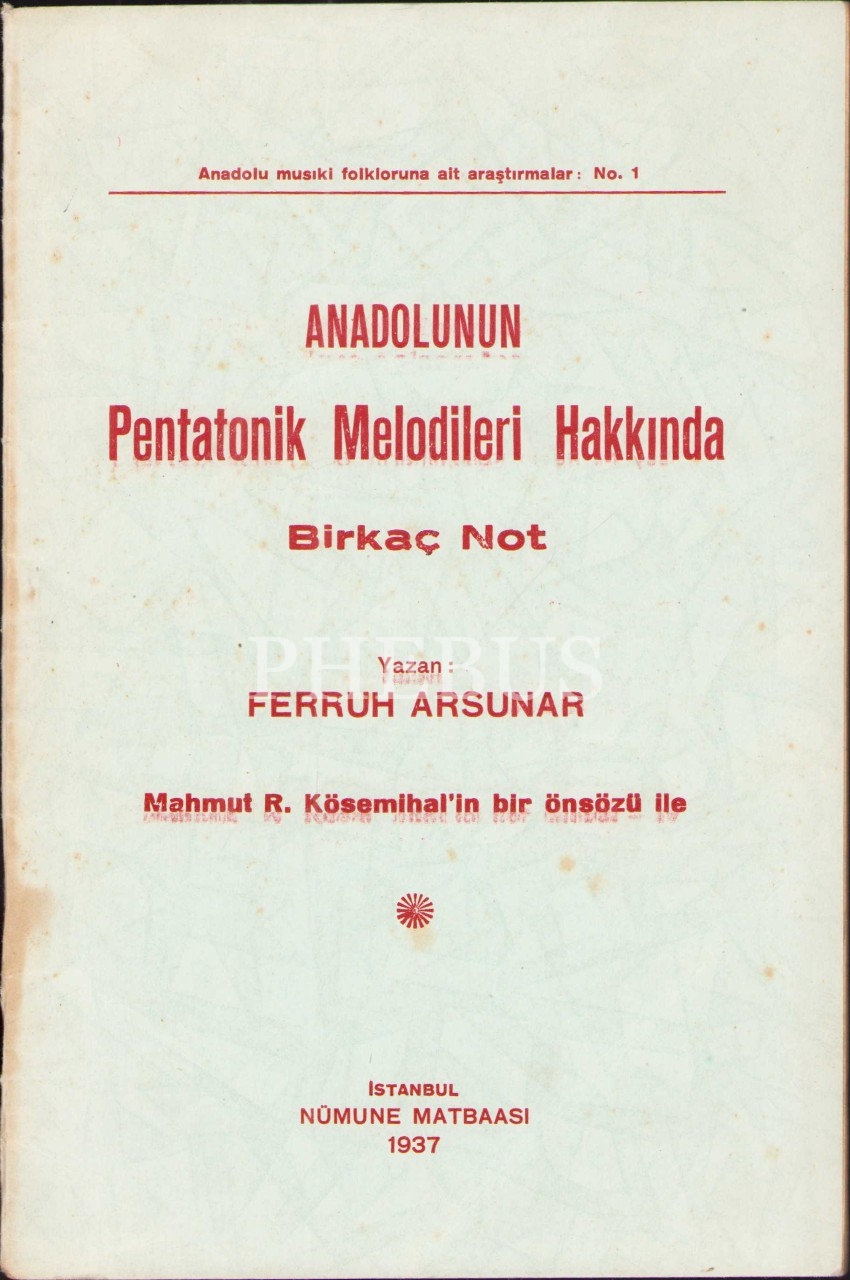 Anadolu musıki folkloruna ait araştırmalar: No. 1
ANADOLUNUN
Pentatonik Melodileri Hakkında
Birkaç Not
PHEBUS
Yazan:
FERRUH ARSUNAR
Mahmut R. Kösemihal'in bir önsözü ile
İSTANBUL
NÜMUNE MATBAASI
1937